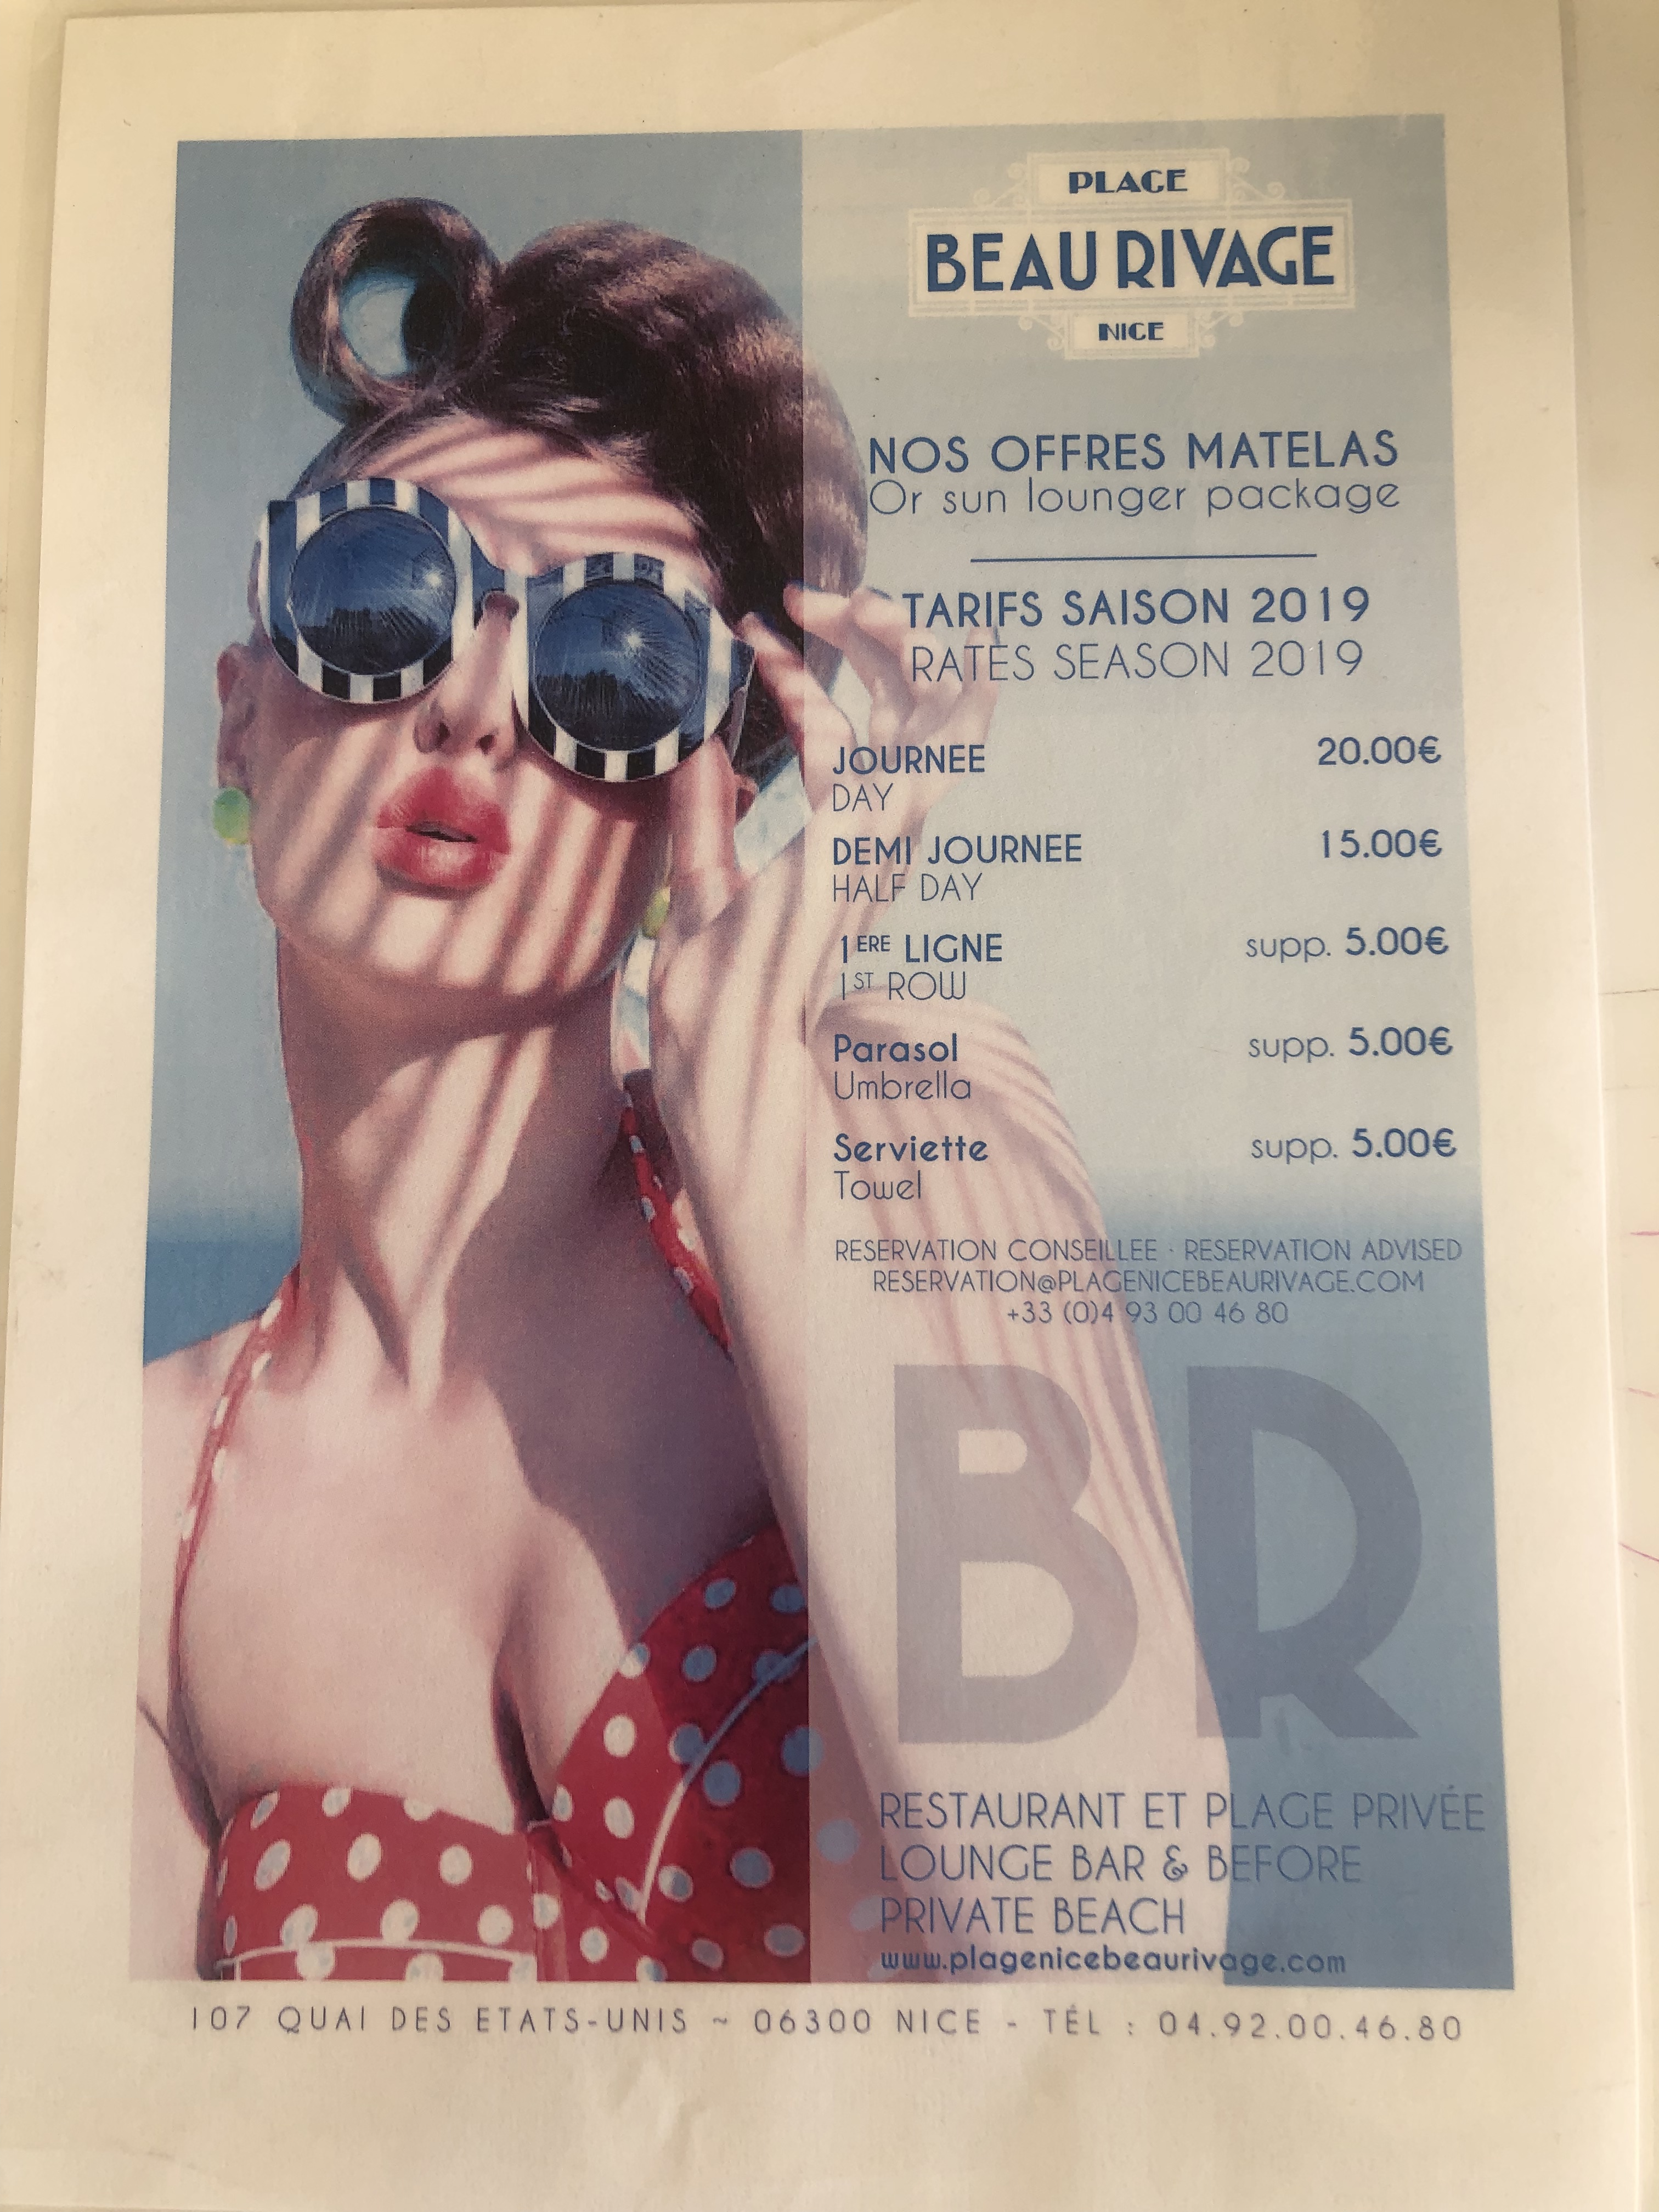 PLAGE
BEAU RIVAGE
NICE
NOS OFFRES MATELAS
Or sun lounger package
TARIFS SAISON 2019
RATES SEASON 2019
JOURNEE 20.00€
DAY
DEMI JOURNEE 15.00€
HALF DAY
1ERE LIGNE supp. 5.00€
1ST ROW
Parasol supp. 5.00€
Umbrella
Serviette supp. 5.00€
Towel
RESERVATION CONSEILLEE · RESERVATION ADVISED
RESERVATION@PLAGENICEBEAURIVAGE.COM
+33 (0)4 93 00 46 80
BR
RESTAURANT ET PLAGE PRIVÉE
LOUNGE BAR & BEFORE
PRIVATE BEACH
www.plagenicebeaurivage.com
107 QUAI DES ETATS-UNIS ~ 06300 NICE - TÉL : 04.92.00.46.80